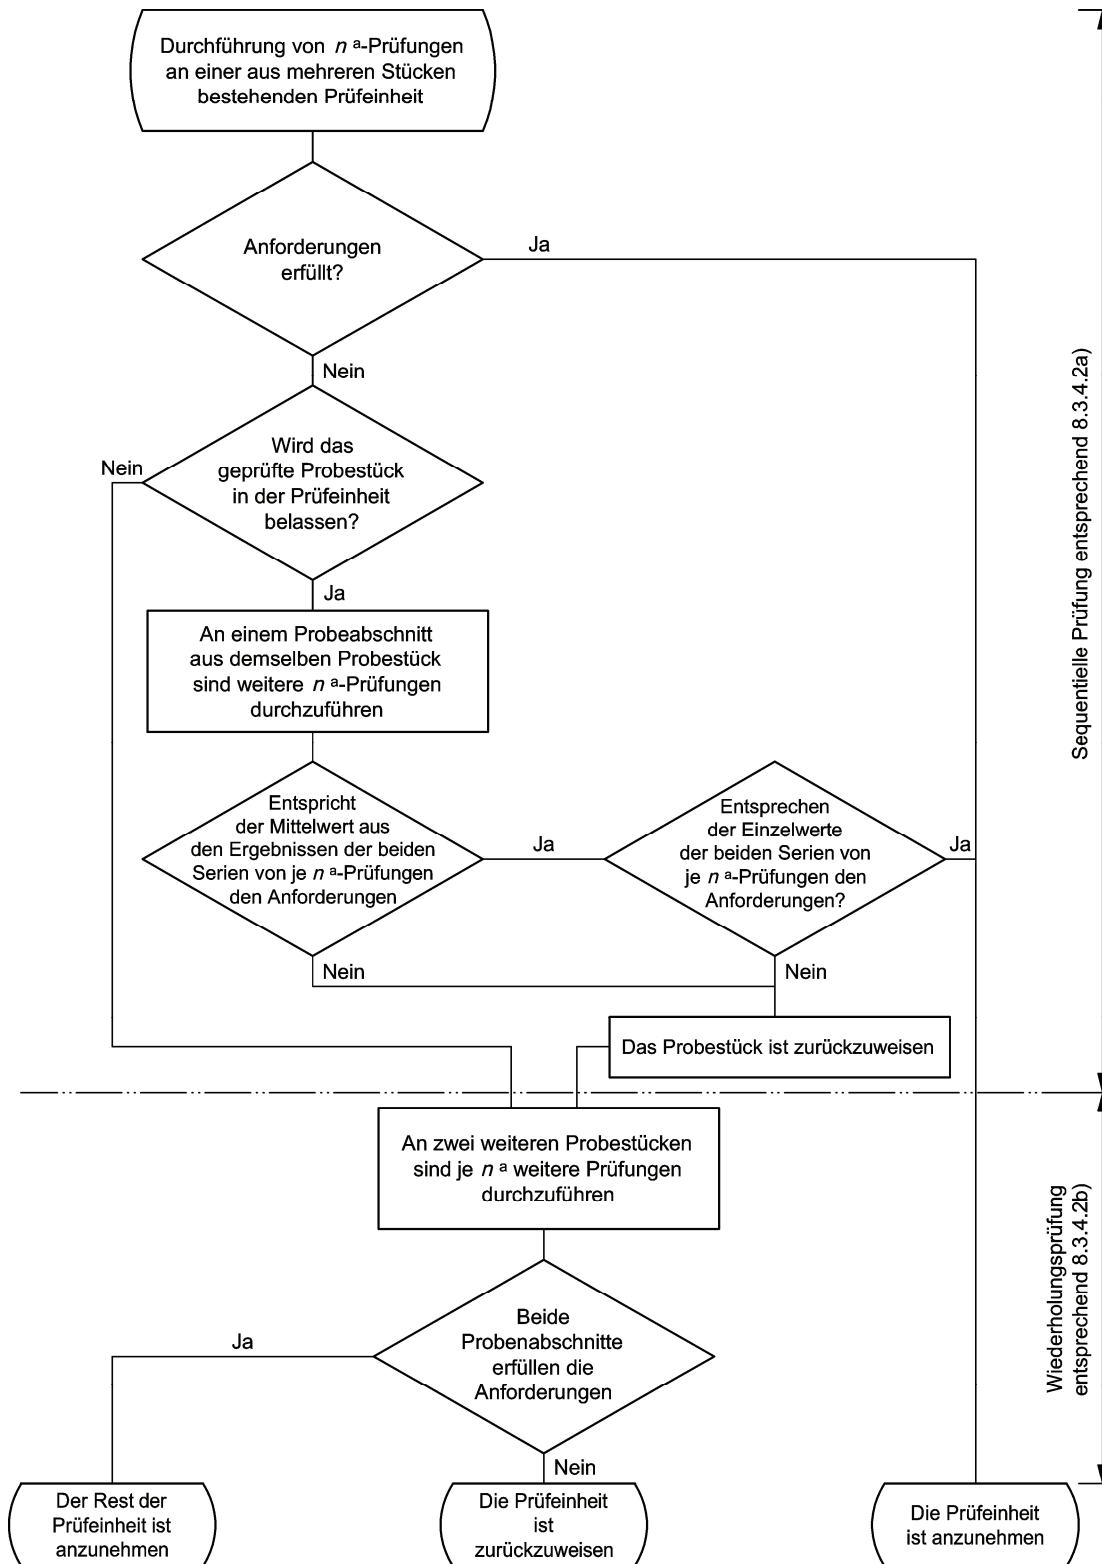 Durchführung von n a-Prüfungen
an einer aus mehreren Stücken
bestehenden Prüfeinheit
Anforderungen
erfüllt?
Ja
Nein
Wird das
geprüfte Probestück
in der Prüfeinheit
belassen?
Nein
Ja
An einem Probeabschnitt
aus demselben Probestück
sind weitere n a-Prüfungen
durchzuführen
Entspricht
der Mittelwert aus
den Ergebnissen der beiden
Serien von je n a-Prüfungen
den Anforderungen
Ja
Nein
Entsprechen
der Einzelwerte
der beiden Serien von
je n a-Prüfungen den
Anforderungen?
Ja
Nein
Das Probestück ist zurückzuweisen
Sequentielle Prüfung entsprechend 8.3.4.2a)
An zwei weiteren Probestücken
sind je n a weitere Prüfungen
durchzuführen
Beide
Probenabschnitte
erfüllen die
Anforderungen
Ja
Nein
Wiederholungsprüfung
entsprechend 8.3.4.2b)
Der Rest der
Prüfeinheit ist
anzunehmen
Die Prüfeinheit
ist
zurückzuweisen
Die Prüfeinheit
ist anzunehmen